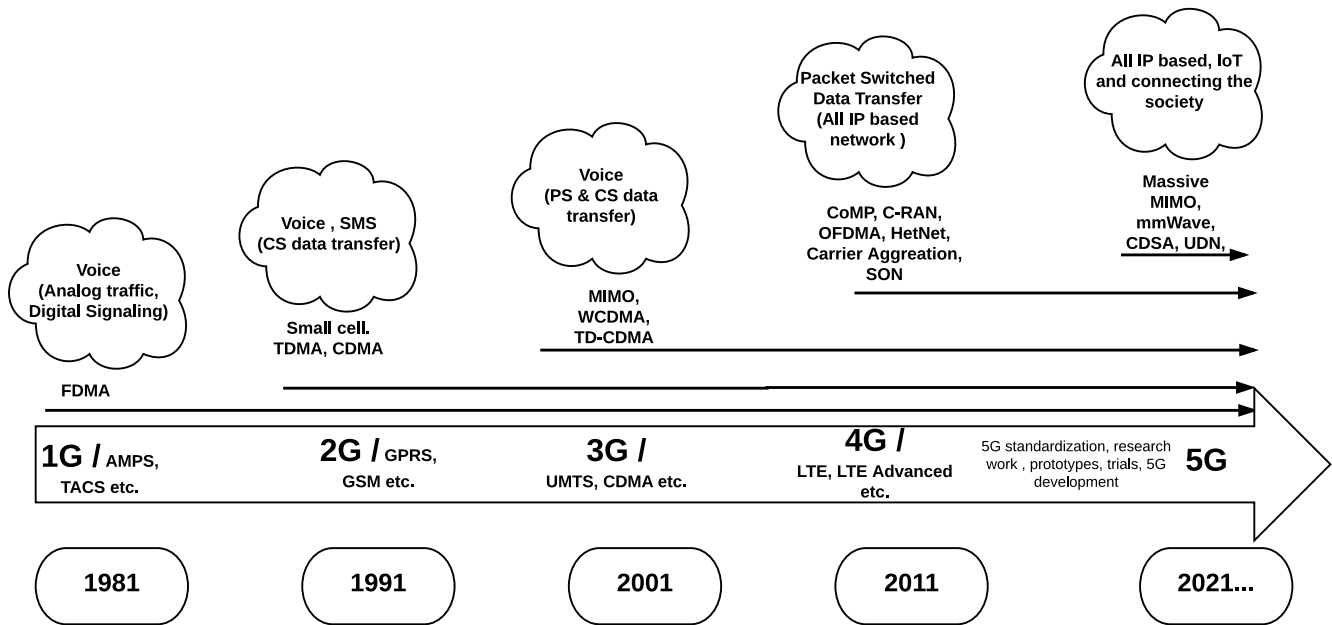 All IP based, IoT
and connecting the
society
Packet Switched
Data Transfer
(All IP based
network )
Voice
(PS & CS data
transfer)
Voice , SMS
(CS data transfer)
Voice
(Analog traffic,
Digital Signaling)
Massive
MIMO,
mmWave,
CDSA, UDN,
CoMP, C-RAN,
OFDMA, HetNet,
Carrier Aggreation,
SON
MIMO,
WCDMA,
TD-CDMA
Small cell.
TDMA, CDMA
FDMA
1G / AMPS,
TACS etc.
2G / GPRS,
GSM etc.
3G /
UMTS, CDMA etc.
4G /
LTE, LTE Advanced
etc.
5G standardization, research
work , prototypes, trials, 5G
development
5G
1981
1991
2001
2011
2021...